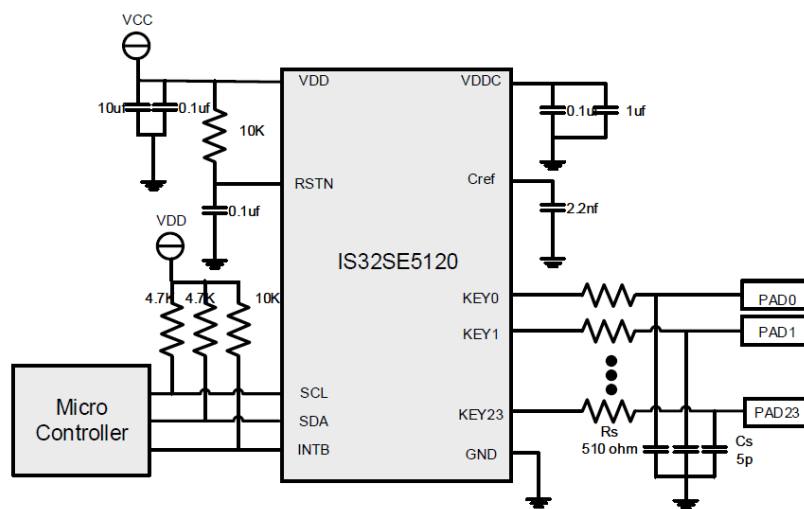 VCC
VDD
VDDC
10uf
0.1uf
0.1uf
1uf
10K
RSTN
Cref
0.1uf
2.2nf
VDD
IS32SE5120
4.7K
4.7K
10K
KEY0
PAD0
KEY1
PAD1
Micro
Controller
SCL
KEY23
PAD23
SDA
Rs
510 ohm
Cs
5p
INTB
GND